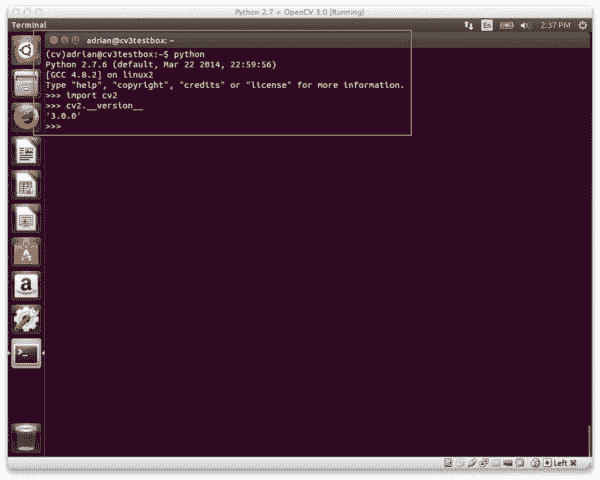 Python 2.7 + OpenCV 3.0 [Running]
Terminal
En
2:37 PM
adrian@cv3testbox: ~
(cv)adrian@cv3testbox:~$ python
Python 2.7.6 (default, Mar 22 2014, 22:59:56)
[GCC 4.8.2] on linux2
Type "help", "copyright", "credits" or "license" for more information.
>>> import cv2
>>> cv2.__version__
'3.0.0'
>>>
Left ⌘